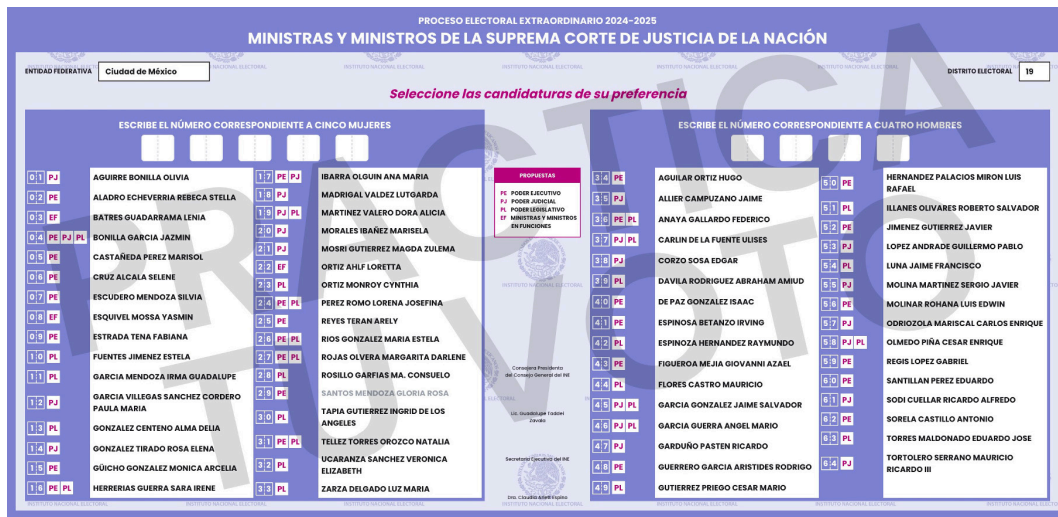 PROCESO ELECTORAL EXTRAORDINARIO 2024-2025
MINISTRAS Y MINISTROS DE LA SUPREMA CORTE DE JUSTICIA DE LA NACIÓN
ENTIDAD FEDERATIVA Ciudad de México
DISTRITO ELECTORAL 19
Seleccione las candidaturas de su preferencia
PRACTICA
TU VOTO
ESCRIBE EL NÚMERO CORRESPONDIENTE A CINCO MUJERES
01 PJ AGUIRRE BONILLA OLIVIA
02 PE ALADRO ECHEVERRIA REBECA STELLA
03 EF BATRES GUADARRAMA LENIA
04 PE PJ PL BONILLA GARCIA JAZMIN
05 PE CASTAÑEDA PEREZ MARISOL
06 PE CRUZ ALCALA SELENE
07 PE ESCUDERO MENDOZA SILVIA
08 EF ESQUIVEL MOSSA YASMIN
09 PE ESTRADA TENA FABIANA
10 PL FUENTES JIMENEZ ESTELA
11 PL GARCIA MENDOZA IRMA GUADALUPE
12 PJ GARCIA VILLEGAS SANCHEZ CORDERO
PAULA MARIA
13 PL GONZALEZ CENTENO ALMA DELIA
14 PJ GONZALEZ TIRADO ROSA ELENA
15 PE GÜICHO GONZALEZ MONICA ARCELIA
16 PE PL HERRERIAS GUERRA SARA IRENE
17 PE PJ IBARRA OLGUIN ANA MARIA
18 PJ MADRIGAL VALDEZ LUTGARDA
19 PJ PL MARTINEZ VALERO DORA ALICIA
20 PJ MORALES IBAÑEZ MARISELA
21 PJ MOSRI GUTIERREZ MAGDA ZULEMA
22 EF ORTIZ AHLF LORETTA
23 PL ORTIZ MONROY CYNTHIA
24 PE PL PEREZ ROMO LORENA JOSEFINA
25 PE REYES TERAN ARELY
26 PE PL RIOS GONZALEZ MARIA ESTELA
27 PE PL ROJAS OLVERA MARGARITA DARLENE
28 PL ROSILLO GARFIAS MA. CONSUELO
29 PE SANTOS MENDOZA GLORIA ROSA
30 PL TAPIA GUTIERREZ INGRID DE LOS
ANGELES
31 PE PL TELLEZ TORRES OROZCO NATALIA
32 PL UCARANZA SANCHEZ VERONICA
ELIZABETH
33 PL ZARZA DELGADO LUZ MARIA
PROPUESTAS
PE PODER EJECUTIVO
PJ PODER JUDICIAL
PL PODER LEGISLATIVO
EF MINISTRAS Y MINISTROS
EN FUNCIONES
Consejera Presidenta
del Consejo General del INE
Lic. Guadalupe Taddei
Zavala
Secretaria Ejecutiva del INE
Dra. Claudia Arlett Espino
ESCRIBE EL NÚMERO CORRESPONDIENTE A CUATRO HOMBRES
34 PE AGUILAR ORTIZ HUGO
35 PJ ALLIER CAMPUZANO JAIME
36 PE PL ANAYA GALLARDO FEDERICO
37 PJ PL CARLIN DE LA FUENTE ULISES
38 PJ CORZO SOSA EDGAR
39 PL DAVILA RODRIGUEZ ABRAHAM AMIUD
40 PE DE PAZ GONZALEZ ISAAC
41 PE ESPINOSA BETANZO IRVING
42 PL ESPINOZA HERNANDEZ RAYMUNDO
43 PE FIGUEROA MEJIA GIOVANNI AZAEL
44 PL FLORES CASTRO MAURICIO
45 PJ PL GARCIA GONZALEZ JAIME SALVADOR
46 PJ PL GARCIA GUERRA ANGEL MARIO
47 PJ GARDUÑO PASTEN RICARDO
48 PE GUERRERO GARCIA ARISTIDES RODRIGO
49 PL GUTIERREZ PRIEGO CESAR MARIO
50 PE HERNANDEZ PALACIOS MIRON LUIS
RAFAEL
51 PL ILLANES OLIVARES ROBERTO SALVADOR
52 PE JIMENEZ GUTIERREZ JAVIER
53 PJ LOPEZ ANDRADE GUILLERMO PABLO
54 PL LUNA JAIME FRANCISCO
55 PJ MOLINA MARTINEZ SERGIO JAVIER
56 PE MOLINAR ROHANA LUIS EDWIN
57 PJ ODRIOZOLA MARISCAL CARLOS ENRIQUE
58 PJ PL OLMEDO PIÑA CESAR ENRIQUE
59 PE REGIS LOPEZ GABRIEL
60 PE SANTILLAN PEREZ EDUARDO
61 PJ SODI CUELLAR RICARDO ALFREDO
62 PE SORELA CASTILLO ANTONIO
63 PL TORRES MALDONADO EDUARDO JOSE
64 PJ TORTOLERO SERRANO MAURICIO
RICARDO III
INSTITUTO NACIONAL ELECTORAL